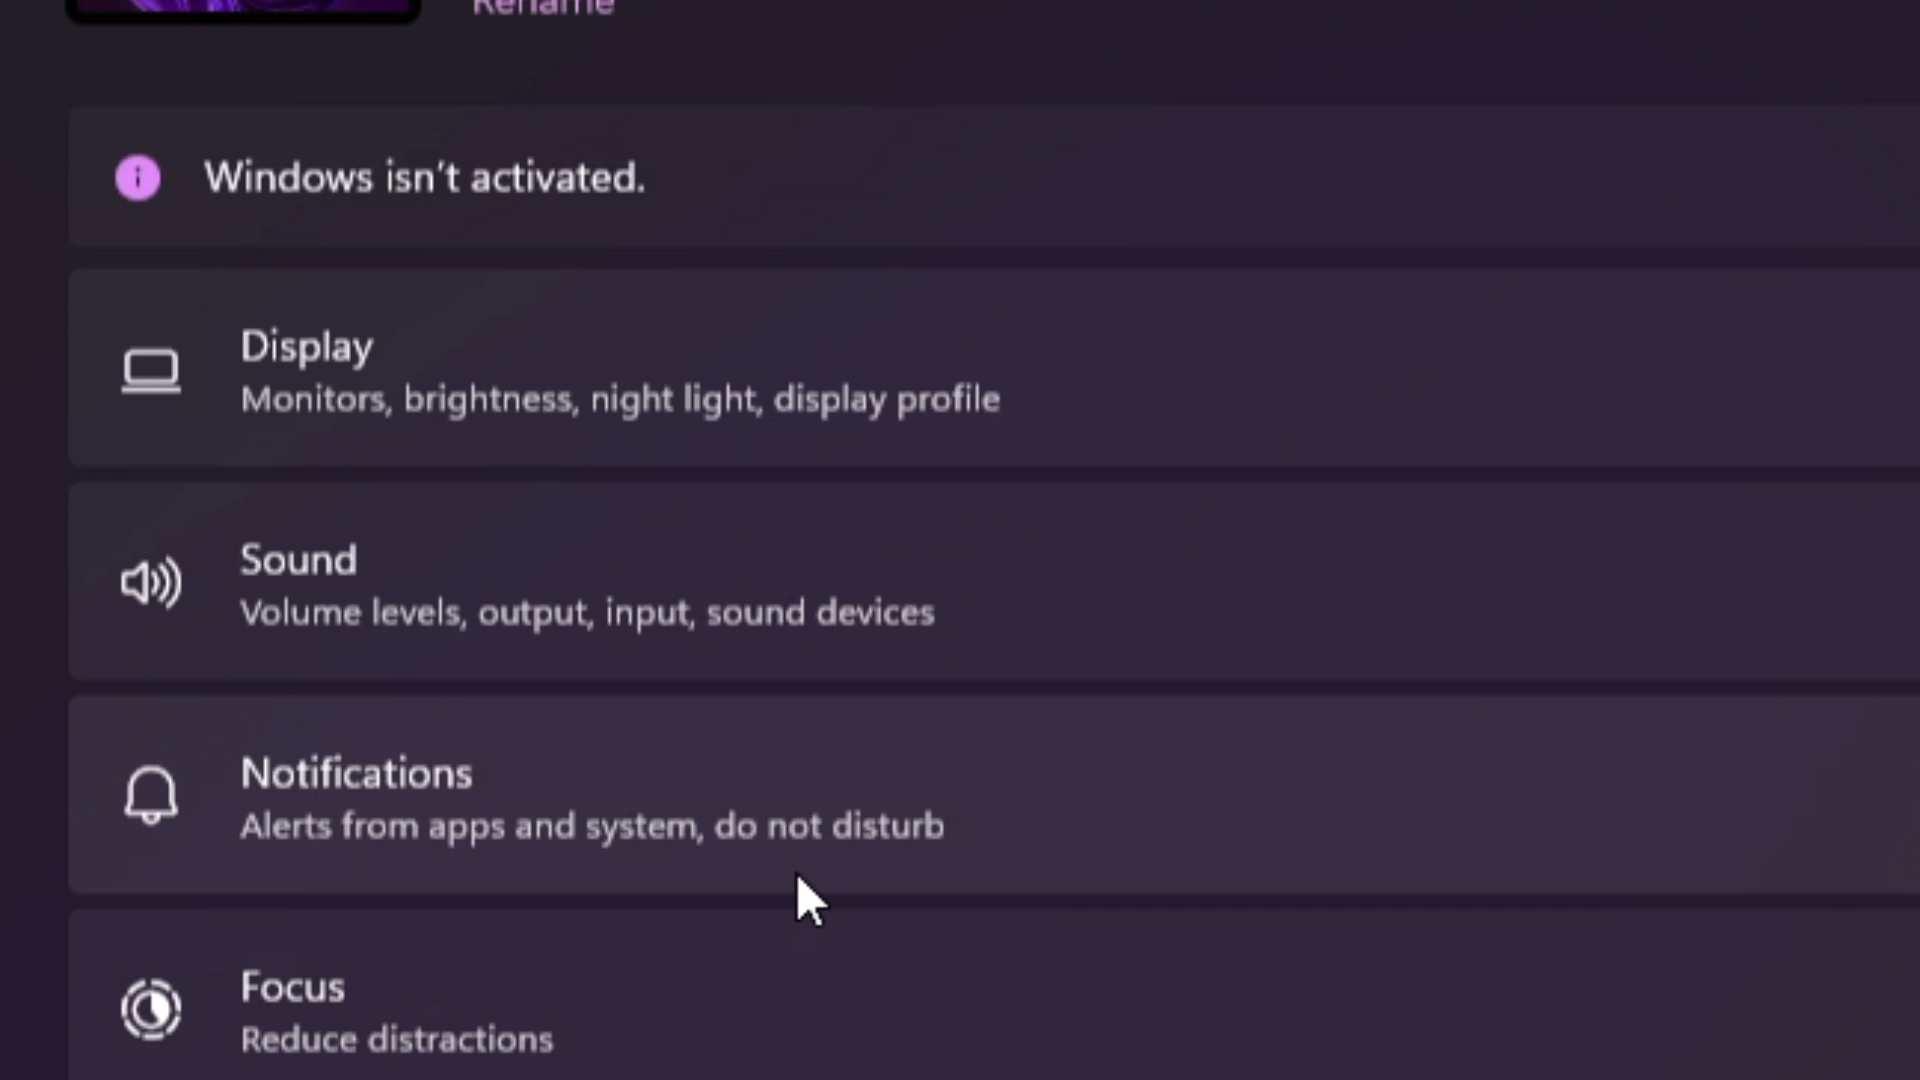 Rename
Windows isn’t activated.
Display
Monitors, brightness, night light, display profile
Sound
Volume levels, output, input, sound devices
Notifications
Alerts from apps and system, do not disturb
Focus
Reduce distractions